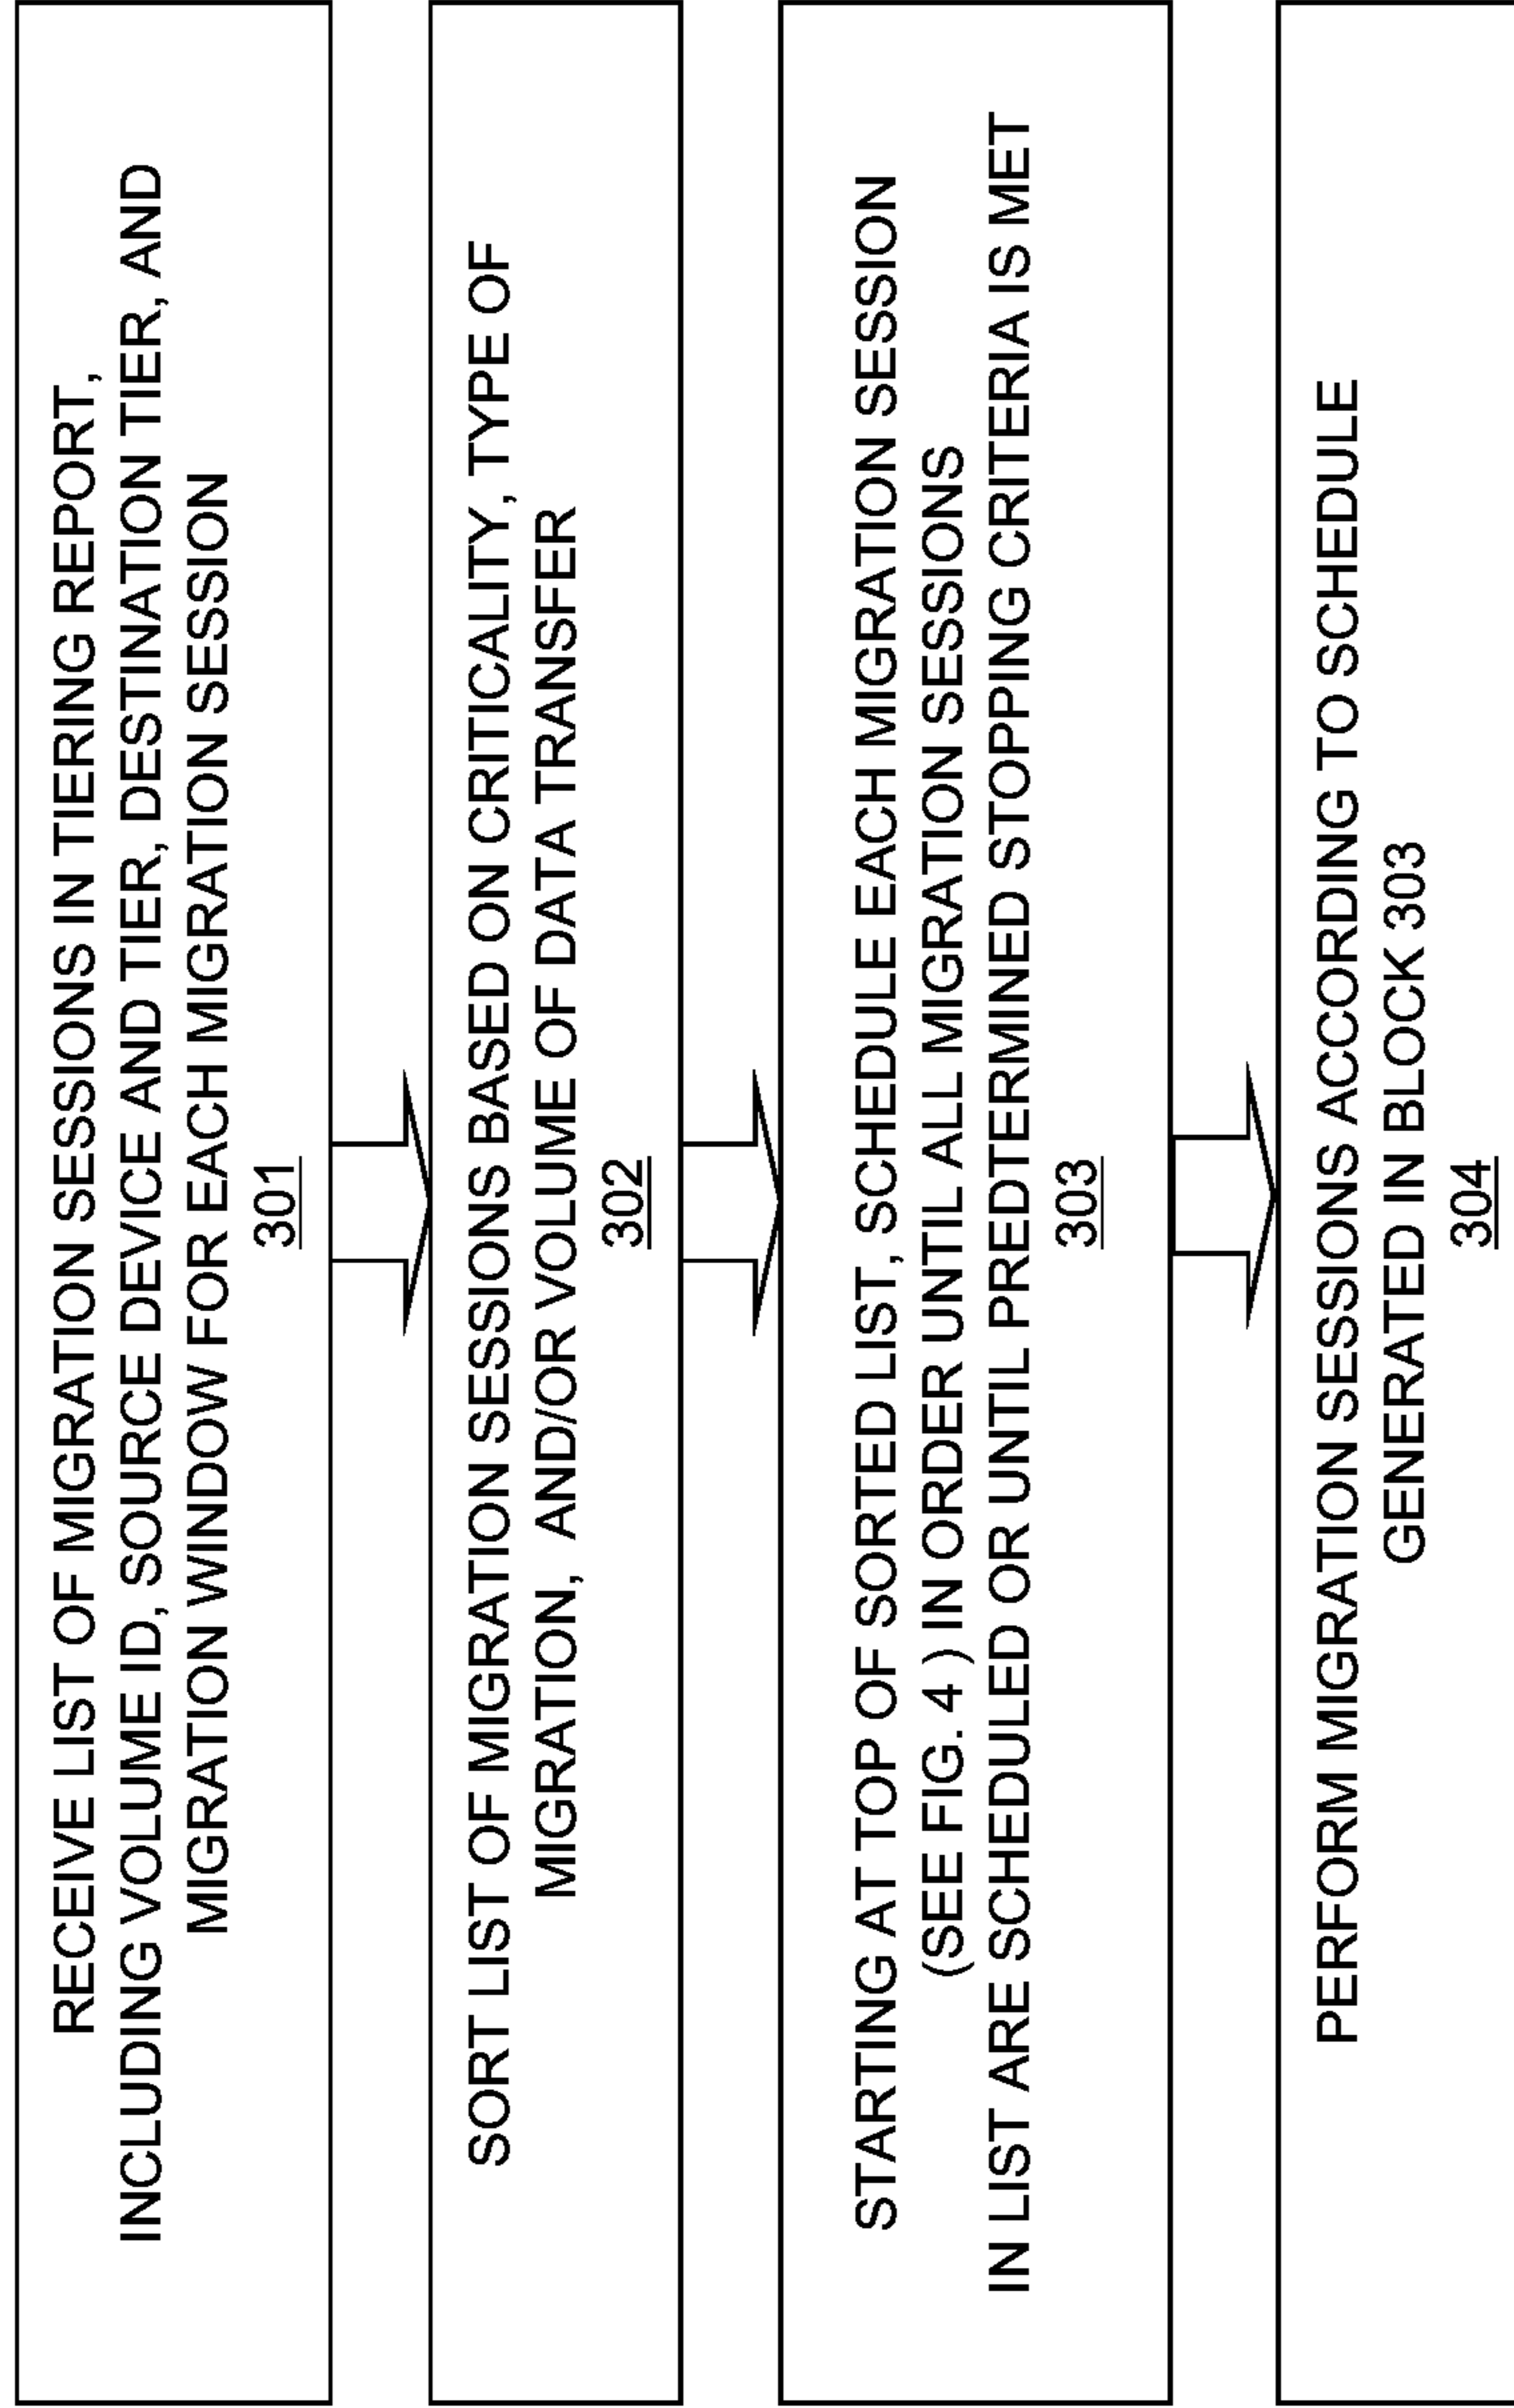 RECEIVE LIST OF MIGRATION SESSIONS IN TIERING REPORT,
INCLUDING VOLUME ID, SOURCE DEVICE AND TIER, DESTINATION TIER, AND
MIGRATION WINDOW FOR EACH MIGRATION SESSION
301
SORT LIST OF MIGRATION SESSIONS BASED ON CRITICALITY, TYPE OF
MIGRATION, AND/OR VOLUME OF DATA TRANSFER
302
STARTING AT TOP OF SORTED LIST, SCHEDULE EACH MIGRATION SESSION
(SEE FIG. 4 ) IN ORDER UNTIL ALL MIGRATION SESSIONS
IN LIST ARE SCHEDULED OR UNTIL PREDTERMINED STOPPING CRITERIA IS MET
303
PERFORM MIGRATION SESSIONS ACCORDING TO SCHEDULE
GENERATED IN BLOCK 303
304